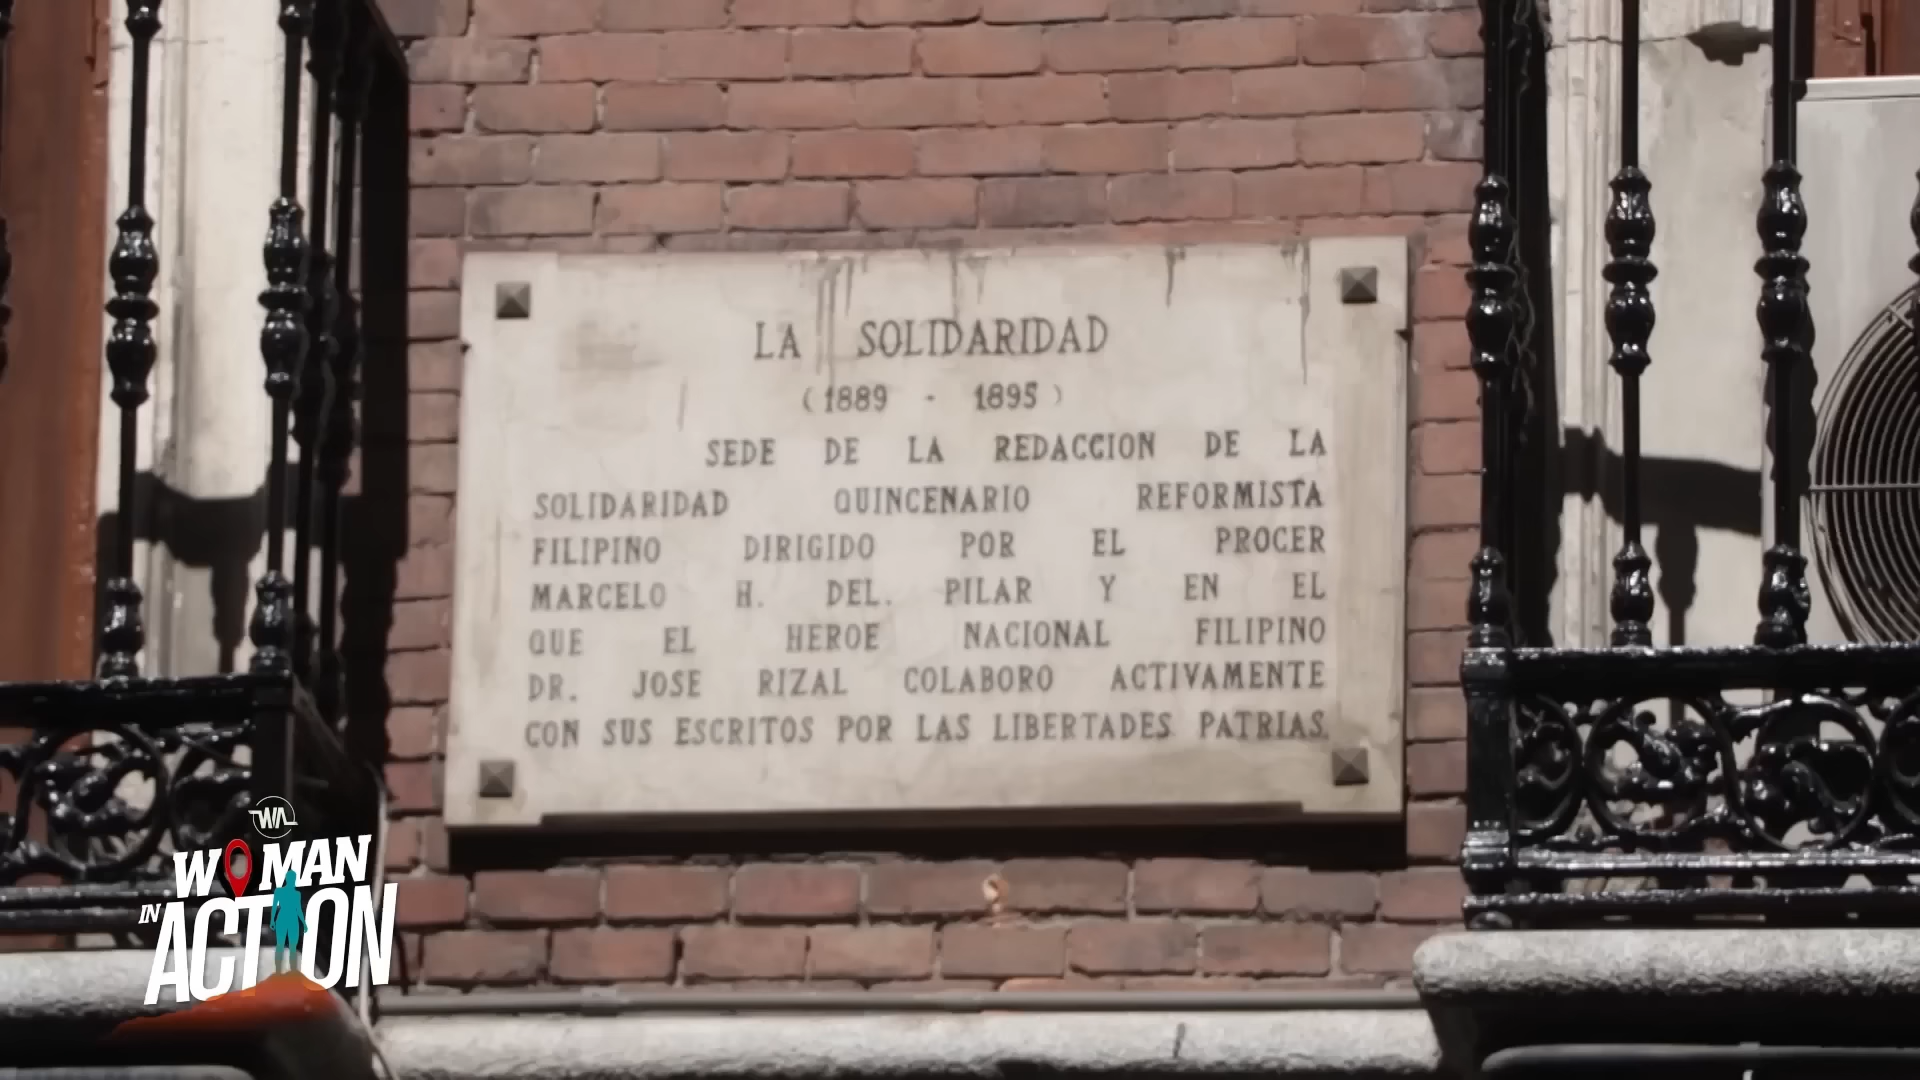 LA SOLIDARIDAD
(1889 - 1895)
SEDE DE LA REDACCION DE LA
SOLIDARIDAD QUINCENARIO REFORMISTA
FILIPINO DIRIGIDO POR EL PROCER
MARCELO H. DEL. PILAR Y EN EL
QUE EL HEROE NACIONAL FILIPINO
DR. JOSE RIZAL COLABORO ACTIVAMENTE
CON SUS ESCRITOS POR LAS LIBERTADES PATRIAS.
WA
WOMAN
IN ACTION